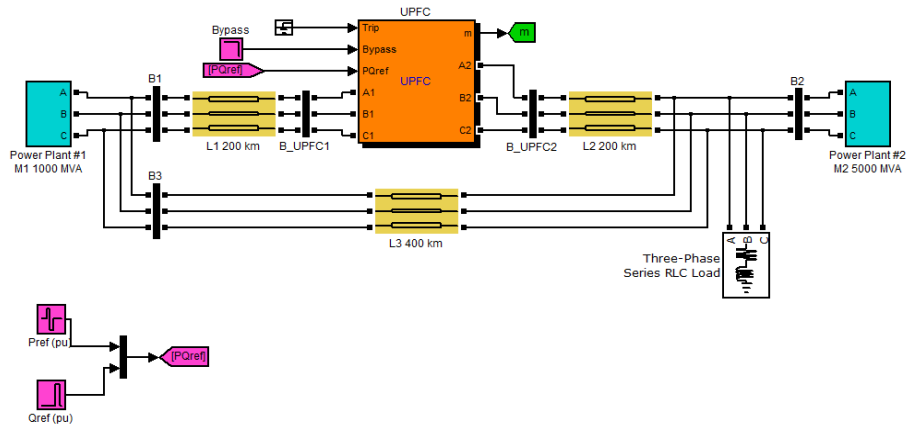 UPFC
Trip
Bypass
Bypass
m
m
[PQref]
PQref
UPFC
A2
B1
B2
A
A1
B2
A
B
B1
B
C
C1
C2
C
L1 200 km
B_UPFC1
B_UPFC2
L2 200 km
Power Plant #1
M1 1000 MVA
Power Plant #2
M2 5000 MVA
B3
L3 400 km
A
B
C
Three-Phase
Series RLC Load
Pref (pu)
[PQref]
Qref (pu)